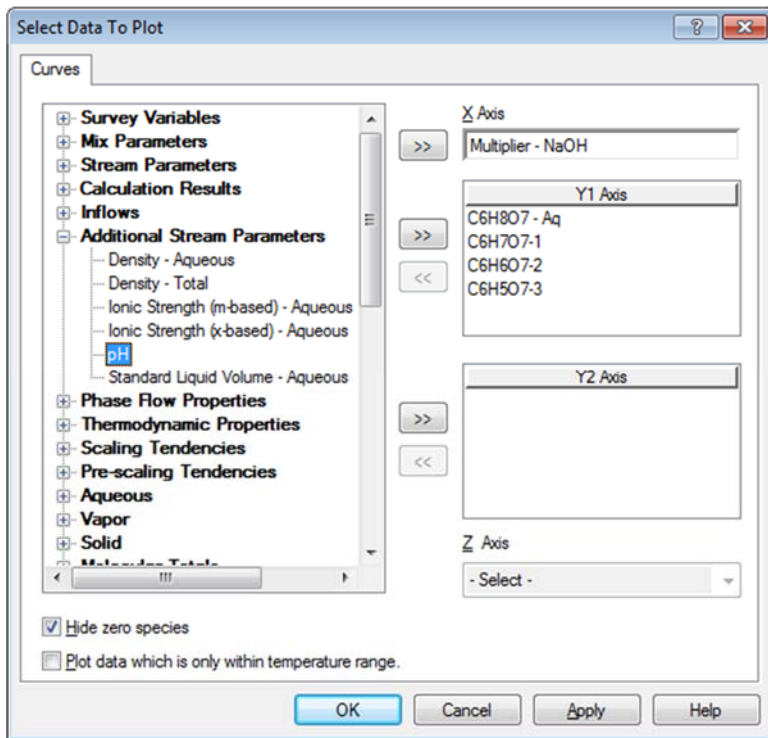 Select Data To Plot
Curves
Survey Variables
Mix Parameters
Stream Parameters
Calculation Results
Inflows
Additional Stream Parameters
Density - Aqueous
Density - Total
Ionic Strength (m-based) - Aqueous
Ionic Strength (x-based) - Aqueous
pH
Standard Liquid Volume - Aqueous
Phase Flow Properties
Thermodynamic Properties
Scaling Tendencies
Pre-scaling Tendencies
Aqueous
Vapor
Solid
Molecular Totals
X Axis
>>
Multiplier - NaOH
Y1 Axis
>>
<<
C6H8O7 - Aq
C6H7O7-1
C6H6O7-2
C6H5O7-3
Y2 Axis
>>
<<
Z Axis
- Select -
Hide zero species
Plot data which is only within temperature range.
OK Cancel Apply Help